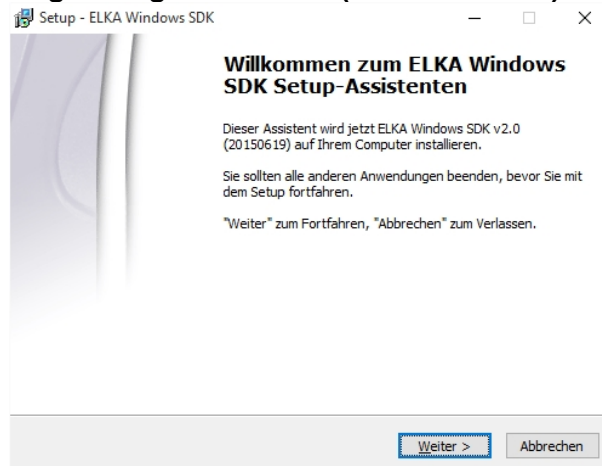 Setup - ELKA Windows SDK
Willkommen zum ELKA Windows
SDK Setup-Assistenten
Dieser Assistent wird jetzt ELKA Windows SDK v2.0
(20150619) auf Ihrem Computer installieren.
Sie sollten alle anderen Anwendungen beenden, bevor Sie mit
dem Setup fortfahren.
"Weiter" zum Fortfahren, "Abbrechen" zum Verlassen.
Weiter >
Abbrechen